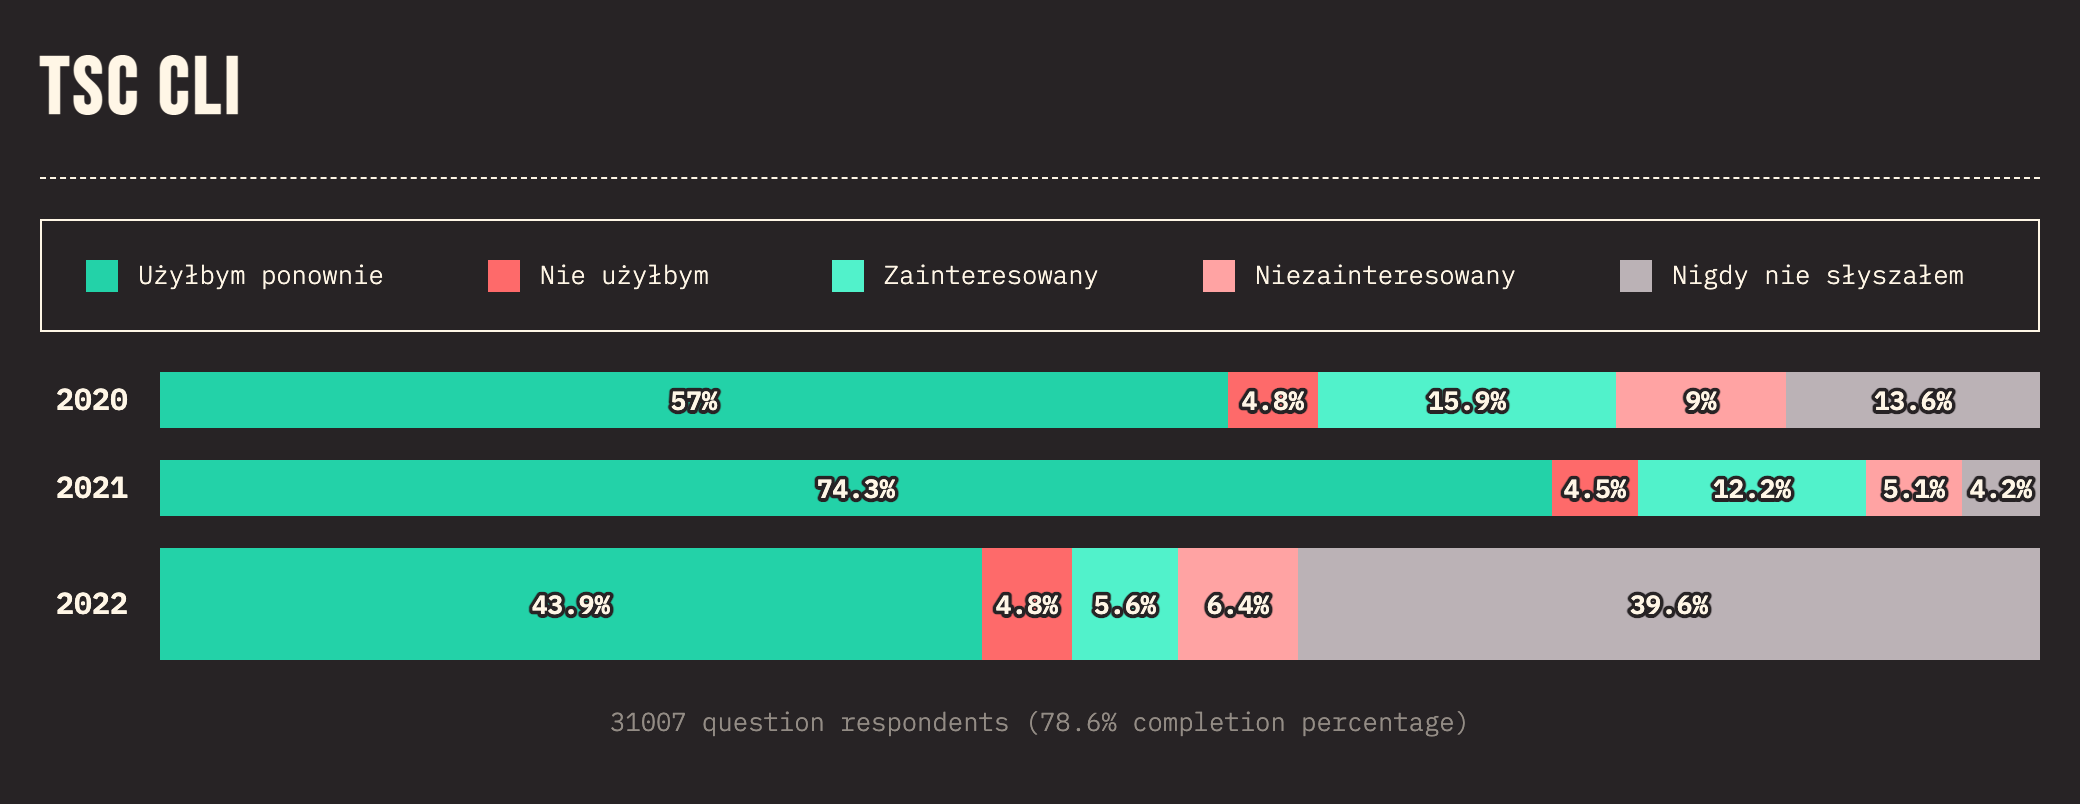 TSC CLI
Użyłbym ponownie Nie użyłbym Zainteresowany Niezainteresowany Nigdy nie słyszałem
2020 57% 4.8% 15.9% 9% 13.6%
2021 74.3% 4.5% 12.2% 5.1% 4.2%
2022 43.9% 4.8% 5.6% 6.4% 39.6%
31007 question respondents (78.6% completion percentage)